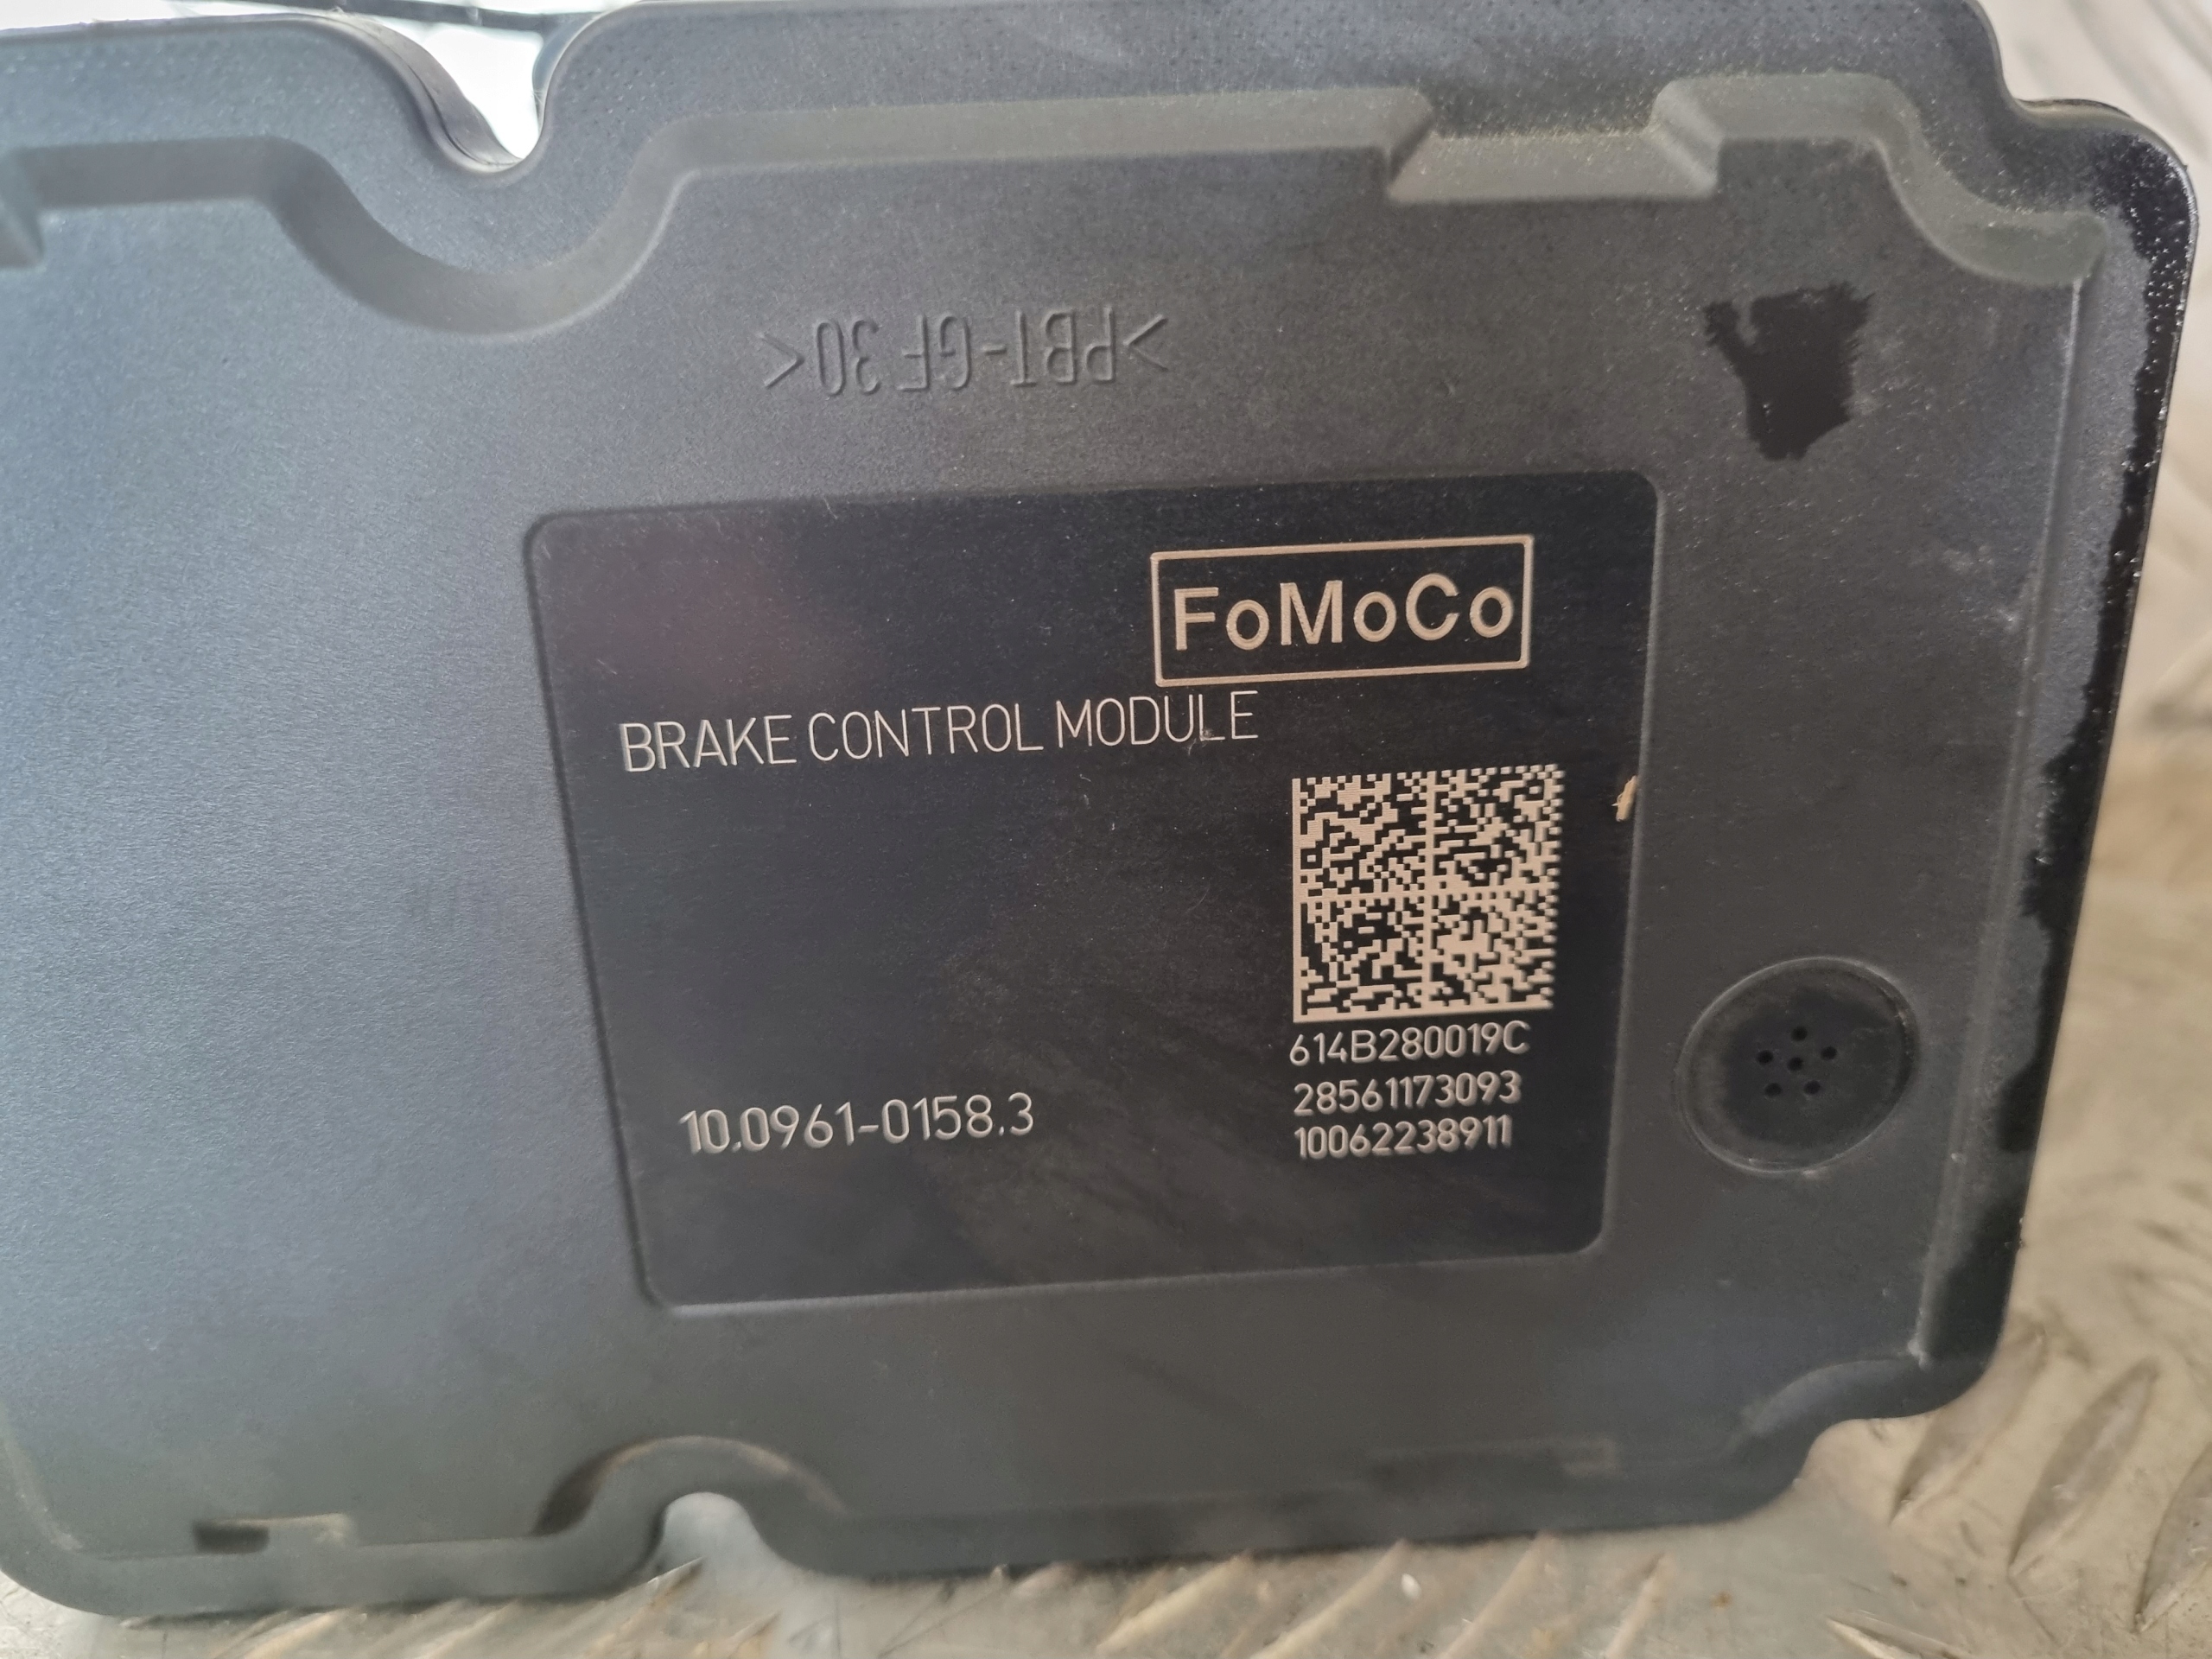 >PBT-GF 30<
FoMoCo
BRAKE CONTROL MODULE
614B280019C
28561173093
10.0961-0158.3
10062238911